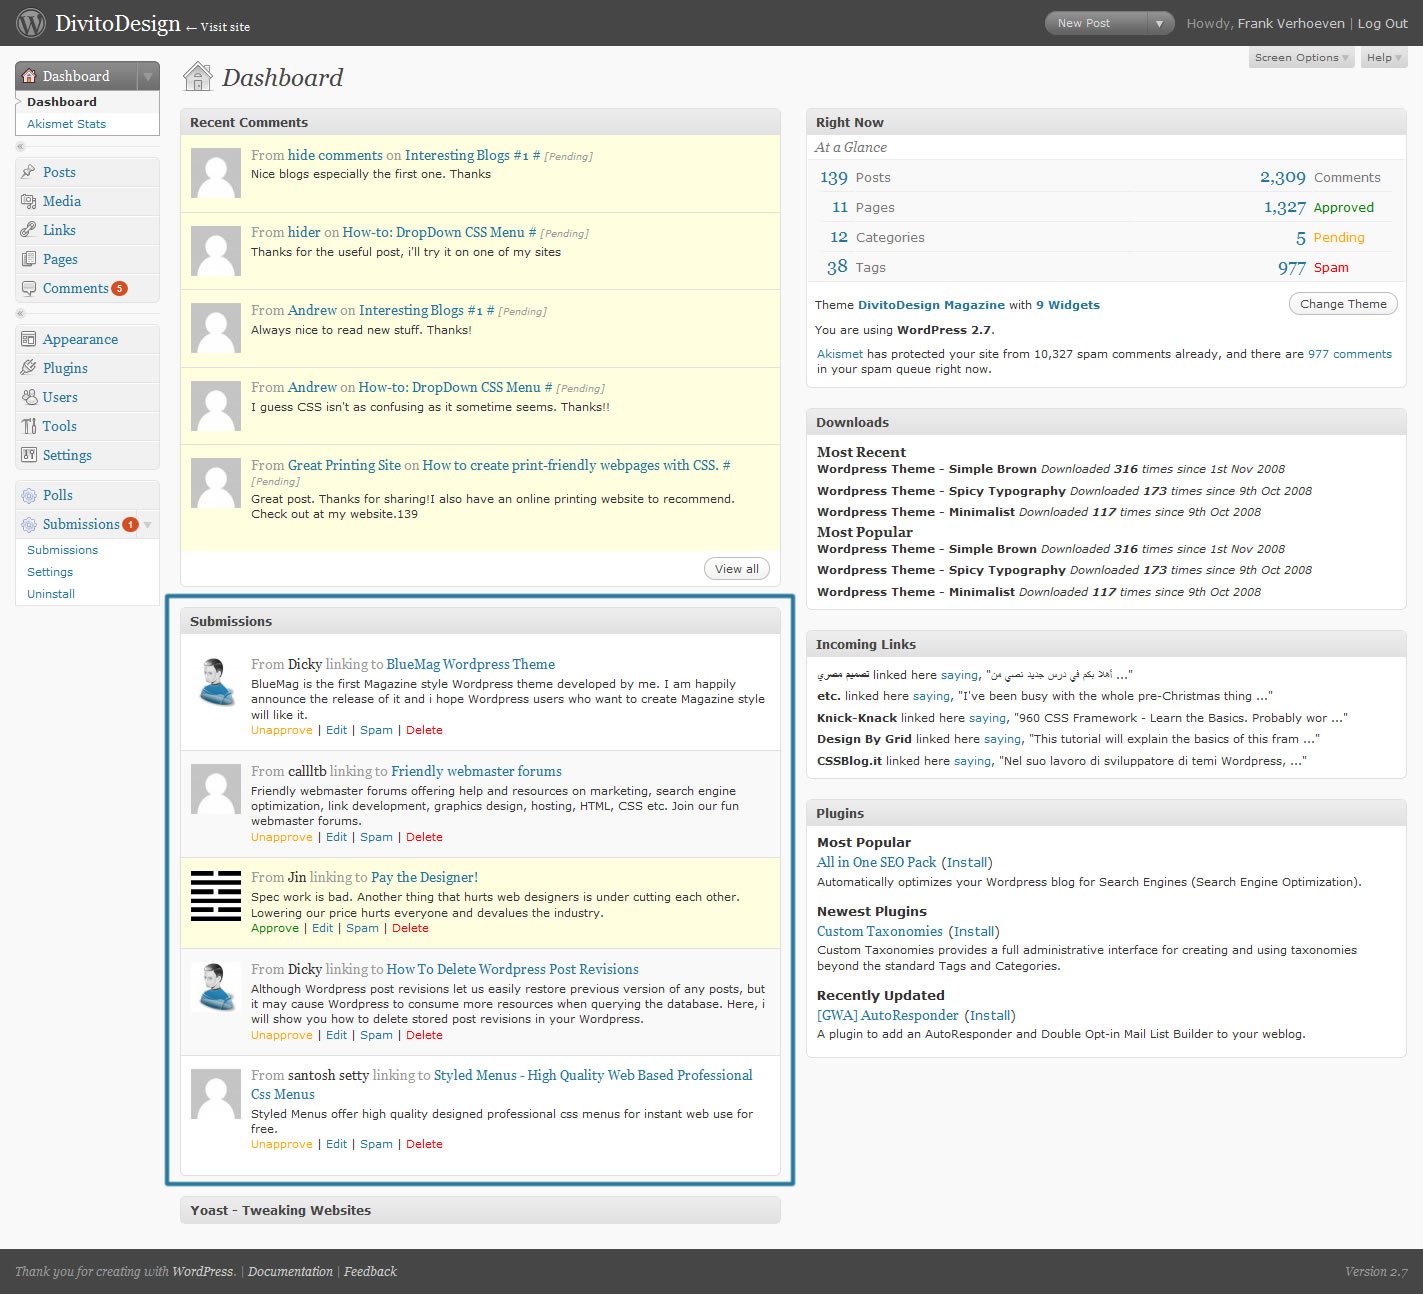 DivitoDesign ← Visit site
New Post ▼ Howdy, Frank Verhoeven | Log Out
Screen Options ▼ Help ▼
Dashboard
Dashboard
Akismet Stats
Posts
Media
Links
Pages
Comments 5
Appearance
Plugins
Users
Tools
Settings
Polls
Submissions 1
Submissions
Settings
Uninstall
Dashboard
Recent Comments
From hide comments on Interesting Blogs #1 # [Pending]
Nice blogs especially the first one. Thanks
From hider on How-to: DropDown CSS Menu # [Pending]
Thanks for the useful post, i'll try it on one of my sites
From Andrew on Interesting Blogs #1 # [Pending]
Always nice to read new stuff. Thanks!
From Andrew on How-to: DropDown CSS Menu # [Pending]
I guess CSS isn't as confusing as it sometime seems. Thanks!!
From Great Printing Site on How to create print-friendly webpages with CSS. #
[Pending]
Great post. Thanks for sharing!I also have an online printing website to recommend.
Check out at my website.139
View all
Submissions
From Dicky linking to BlueMag Wordpress Theme
BlueMag is the first Magazine style Wordpress theme developed by me. I am happily
announce the release of it and i hope Wordpress users who want to create Magazine style
will like it.
Unapprove | Edit | Spam | Delete
From callltb linking to Friendly webmaster forums
Friendly webmaster forums offering help and resources on marketing, search engine
optimization, link development, graphics design, hosting, HTML, CSS etc. Join our fun
webmaster forums.
Unapprove | Edit | Spam | Delete
From Jin linking to Pay the Designer!
Spec work is bad. Another thing that hurts web designers is under cutting each other.
Lowering our price hurts everyone and devalues the industry.
Approve | Edit | Spam | Delete
From Dicky linking to How To Delete Wordpress Post Revisions
Although Wordpress post revisions let us easily restore previous version of any posts, but
it may cause Wordpress to consume more resources when querying the database. Here, i
will show you how to delete stored post revisions in your Wordpress.
Unapprove | Edit | Spam | Delete
From santosh setty linking to Styled Menus - High Quality Web Based Professional
Css Menus
Styled Menus offer high quality designed professional css menus for instant web use for
free.
Unapprove | Edit | Spam | Delete
Yoast - Tweaking Websites
Right Now
At a Glance
139 Posts 2,309 Comments
11 Pages 1,327 Approved
12 Categories 5 Pending
38 Tags 977 Spam
Theme DivitoDesign Magazine with 9 Widgets Change Theme
You are using WordPress 2.7.
Akismet has protected your site from 10,327 spam comments already, and there are 977 comments
in your spam queue right now.
Downloads
Most Recent
Wordpress Theme - Simple Brown Downloaded 316 times since 1st Nov 2008
Wordpress Theme - Spicy Typography Downloaded 173 times since 9th Oct 2008
Wordpress Theme - Minimalist Downloaded 117 times since 9th Oct 2008
Most Popular
Wordpress Theme - Simple Brown Downloaded 316 times since 1st Nov 2008
Wordpress Theme - Spicy Typography Downloaded 173 times since 9th Oct 2008
Wordpress Theme - Minimalist Downloaded 117 times since 9th Oct 2008
Incoming Links
تصميم مصري linked here saying, "أهلا بكم في درس جديد نصي من ..."
etc. linked here saying, "I've been busy with the whole pre-Christmas thing ..."
Knick-Knack linked here saying, "960 CSS Framework - Learn the Basics. Probably wor ..."
Design By Grid linked here saying, "This tutorial will explain the basics of this fram ..."
CSSBlog.it linked here saying, "Nel suo lavoro di sviluppatore di temi Wordpress, ..."
Plugins
Most Popular
All in One SEO Pack (Install)
Automatically optimizes your Wordpress blog for Search Engines (Search Engine Optimization).
Newest Plugins
Custom Taxonomies (Install)
Custom Taxonomies provides a full administrative interface for creating and using taxonomies
beyond the standard Tags and Categories.
Recently Updated
[GWA] AutoResponder (Install)
A plugin to add an AutoResponder and Double Opt-in Mail List Builder to your weblog.
Thank you for creating with WordPress. | Documentation | Feedback
Version 2.7